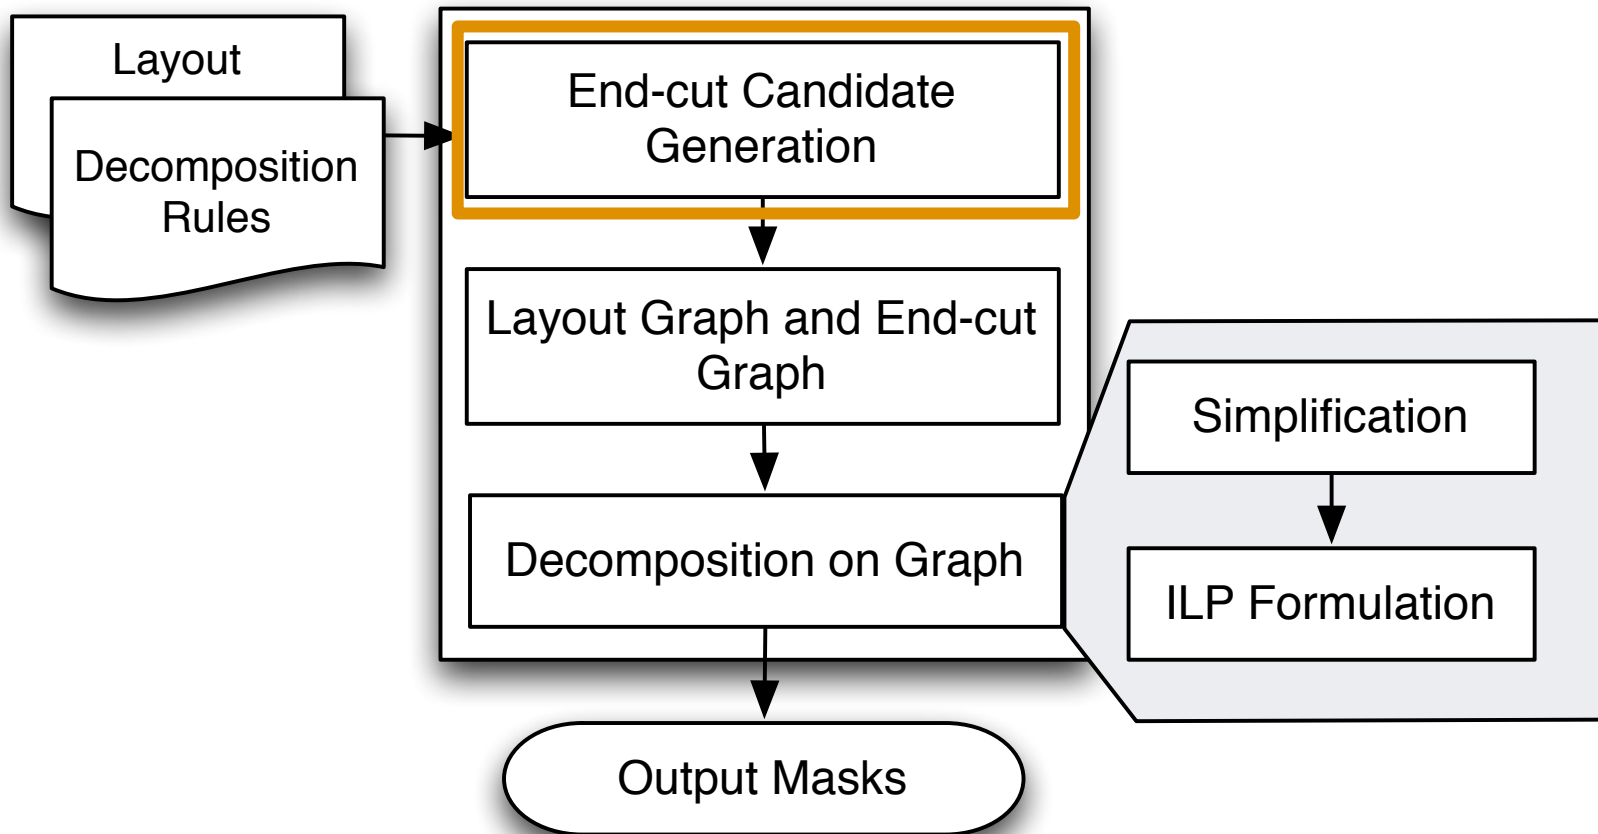 Layout
Decomposition
Rules
End-cut Candidate
Generation
Layout Graph and End-cut
Graph
Decomposition on Graph
Simplification
ILP Formulation
Output Masks